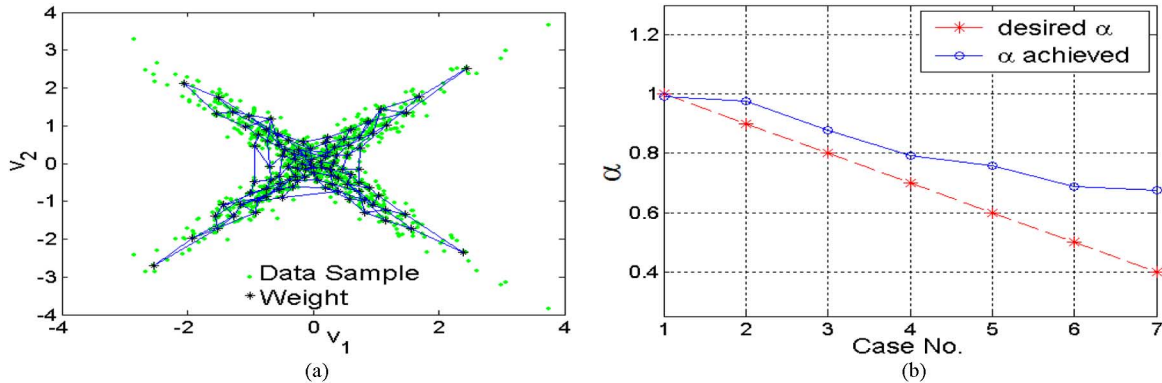 4
3
2
1
0
-1
-2
-3
-4
v2
-4
-2
0
2
4
v1
Data Sample
Weight
(a)
1.2
1
0.8
0.6
0.4
α
desired α
α achieved
1
2
3
4
5
6
7
Case No.
(b)